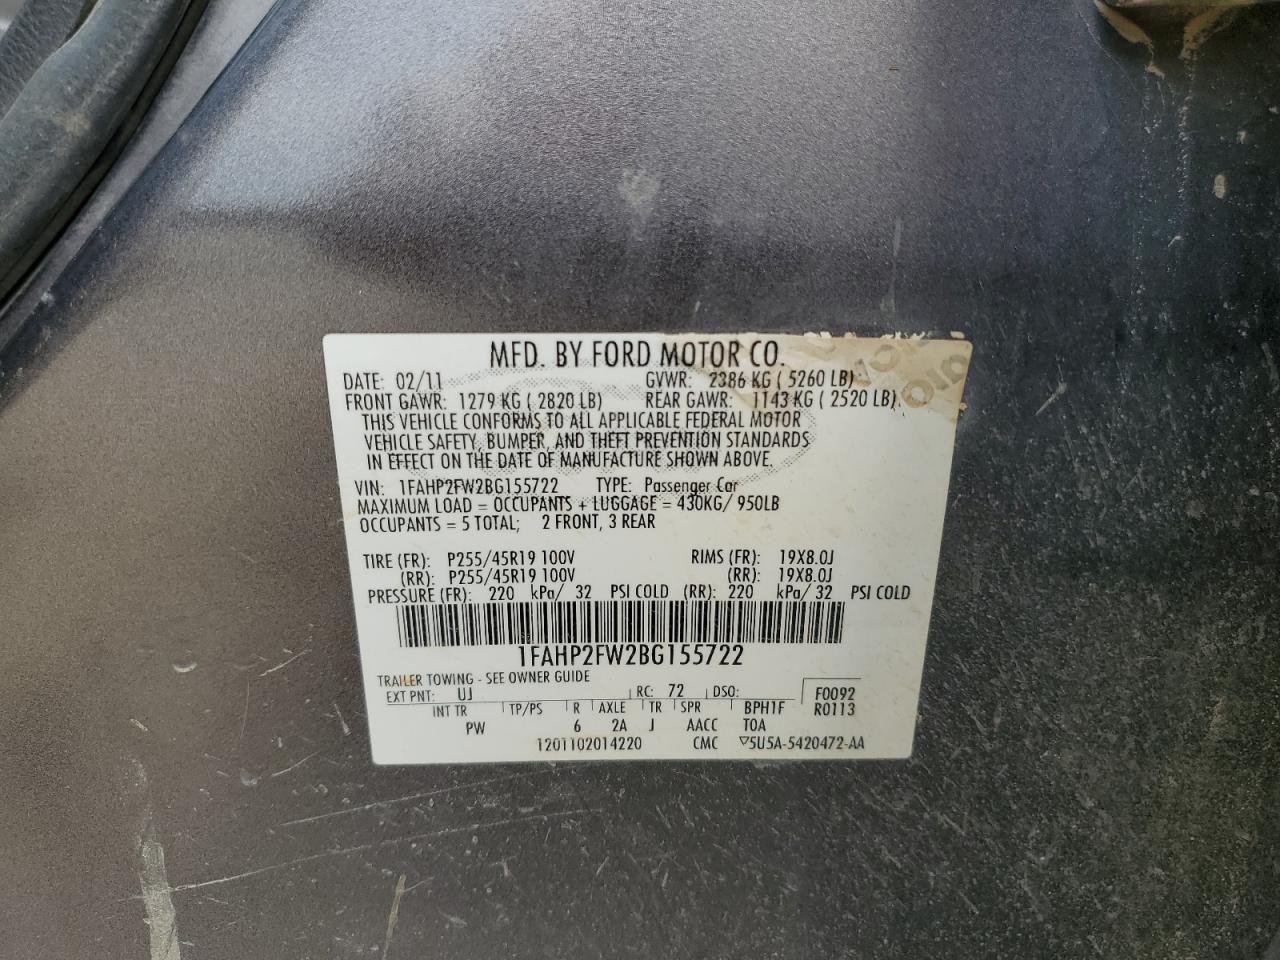 MFD. BY FORD MOTOR CO.
DATE: 02/11 GVWR: 2386 KG ( 5260 LB)
FRONT GAWR: 1279 KG ( 2820 LB) REAR GAWR: 1143 KG ( 2520 LB)
THIS VEHICLE CONFORMS TO ALL APPLICABLE FEDERAL MOTOR
VEHICLE SAFETY, BUMPER, AND THEFT PREVENTION STANDARDS
IN EFFECT ON THE DATE OF MANUFACTURE SHOWN ABOVE.
VIN: 1FAHP2FW2BG155722 TYPE: Passenger Car
MAXIMUM LOAD = OCCUPANTS + LUGGAGE = 430KG/ 950LB
OCCUPANTS = 5 TOTAL; 2 FRONT, 3 REAR
TIRE (FR): P255/45R19 100V RIMS (FR): 19X8.0J
(RR): P255/45R19 100V (RR): 19X8.0J
PRESSURE (FR): 220 kPa/ 32 PSI COLD (RR): 220 kPa/ 32 PSI COLD
1FAHP2FW2BG155722
TRAILER TOWING - SEE OWNER GUIDE
EXT PNT: UJ RC: 72 DSO: F0092
INT TR TP/PS R AXLE TR SPR BPH1F R0113
PW 6 2A J AACC TOA
1201102014220 CMC ▽5U5A-5420472-AA